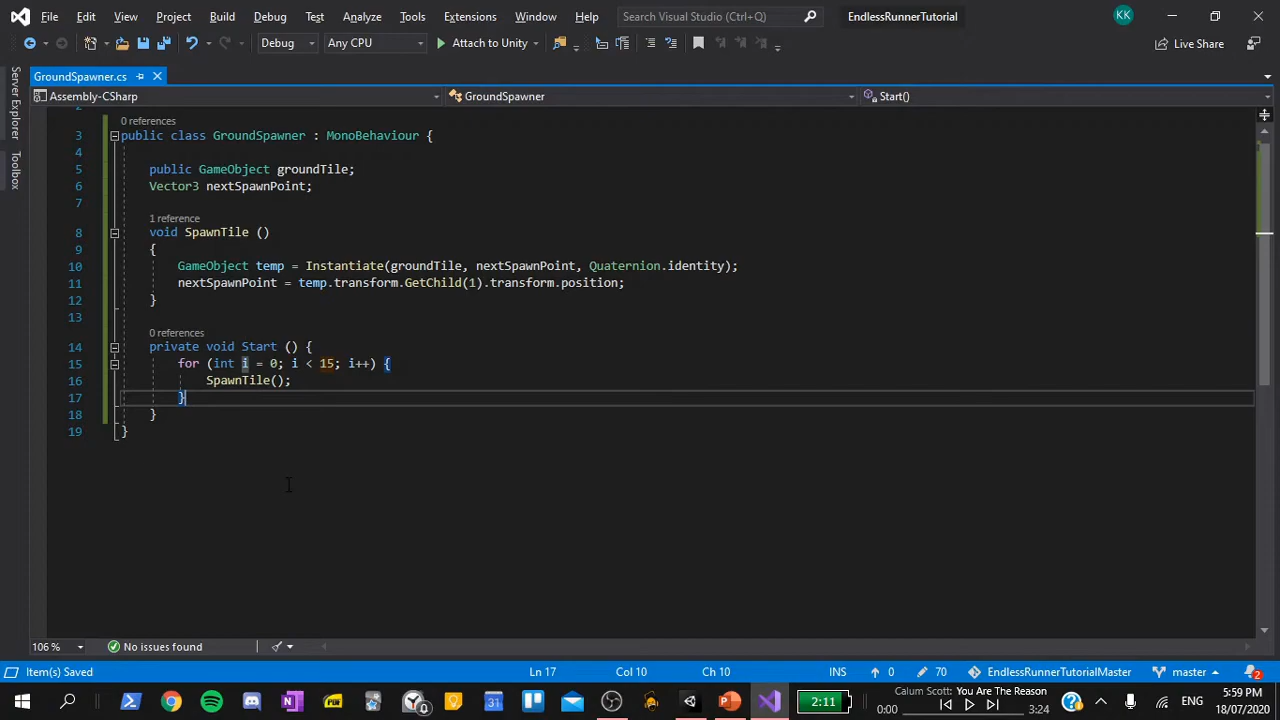 File Edit View Project Build Debug Test Analyze Tools Extensions Window Help Search Visual Studio (Ctrl+Q) EndlessRunnerTutorial KK
Debug Any CPU Attach to Unity Live Share
GroundSpawner.cs
Assembly-CSharp GroundSpawner Start()
Server Explorer
Toolbox
2
0 references
3 public class GroundSpawner : MonoBehaviour {
4
5 public GameObject groundTile;
6 Vector3 nextSpawnPoint;
7
1 reference
8 void SpawnTile ()
9 {
10 GameObject temp = Instantiate(groundTile, nextSpawnPoint, Quaternion.identity);
11 nextSpawnPoint = temp.transform.GetChild(1).transform.position;
12 }
13
0 references
14 private void Start () {
15 for (int i = 0; i < 15; i++) {
16 SpawnTile();
17 }
18 }
19 }
106 % No issues found
Item(s) Saved Ln 17 Col 10 Ch 10 INS 0 70 EndlessRunnerTutorialMaster master 2
2:11 Calum Scott: You Are The Reason 0:00 3:24 ENG 5:59 PM 18/07/2020